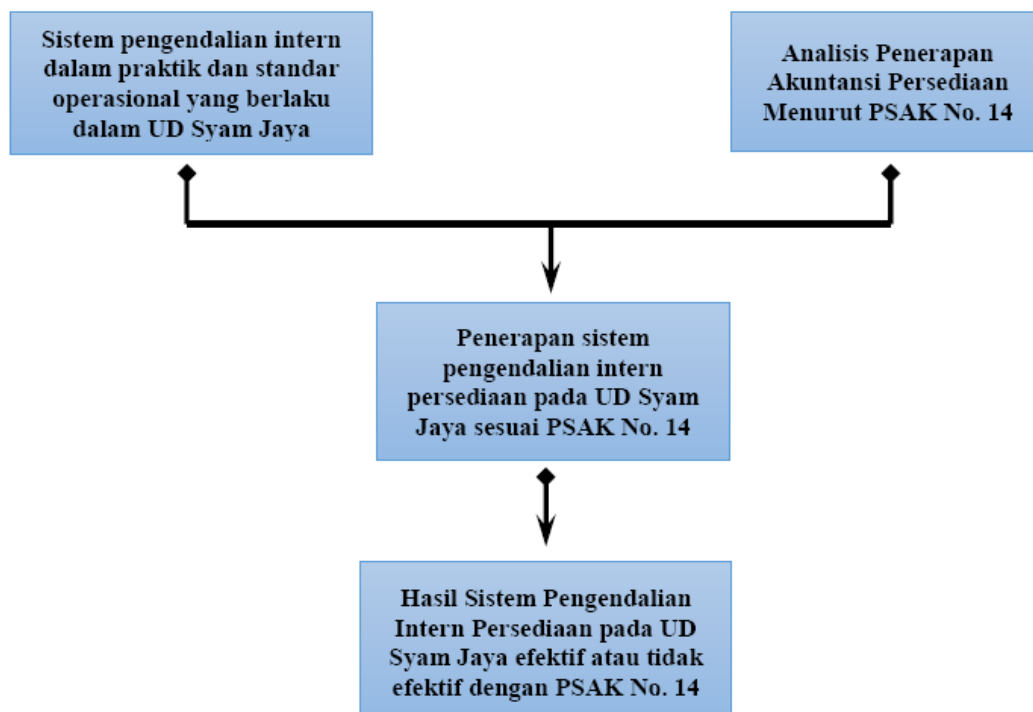 Sistem pengendalian intern
dalam praktik dan standar
operasional yang berlaku
dalam UD Syam Jaya
Analisis Penerapan
Akuntansi Persediaan
Menurut PSAK No. 14
Penerapan sistem
pengendalian intern
persediaan pada UD Syam
Jaya sesuai PSAK No. 14
Hasil Sistem Pengendalian
Intern Persediaan pada UD
Syam Jaya efektif atau tidak
efektif dengan PSAK No. 14